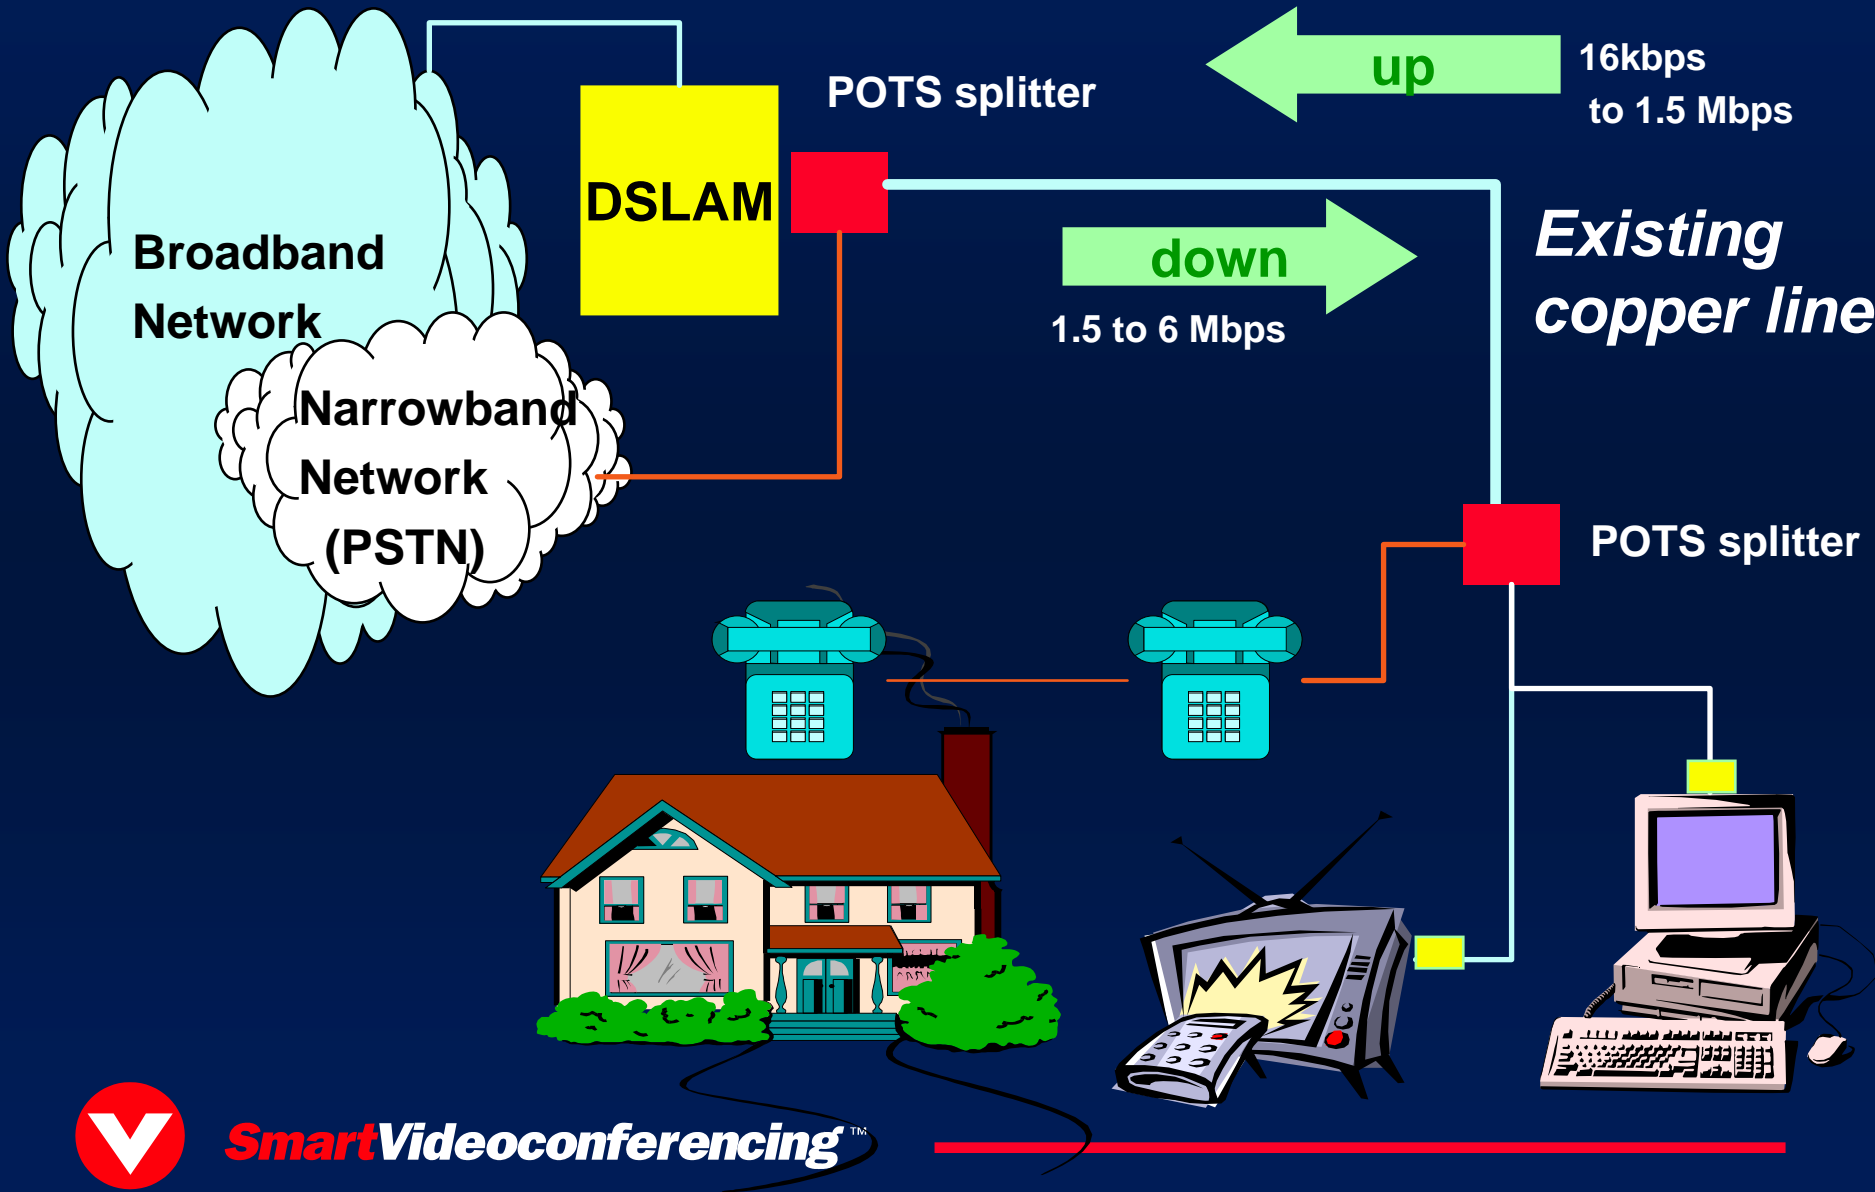 up
16kbps
to 1.5 Mbps
POTS splitter
DSLAM
Broadband
Network
down
1.5 to 6 Mbps
Existing
copper line
Narrowband
Network
(PSTN)
POTS splitter
V
SmartVideoconferencing™